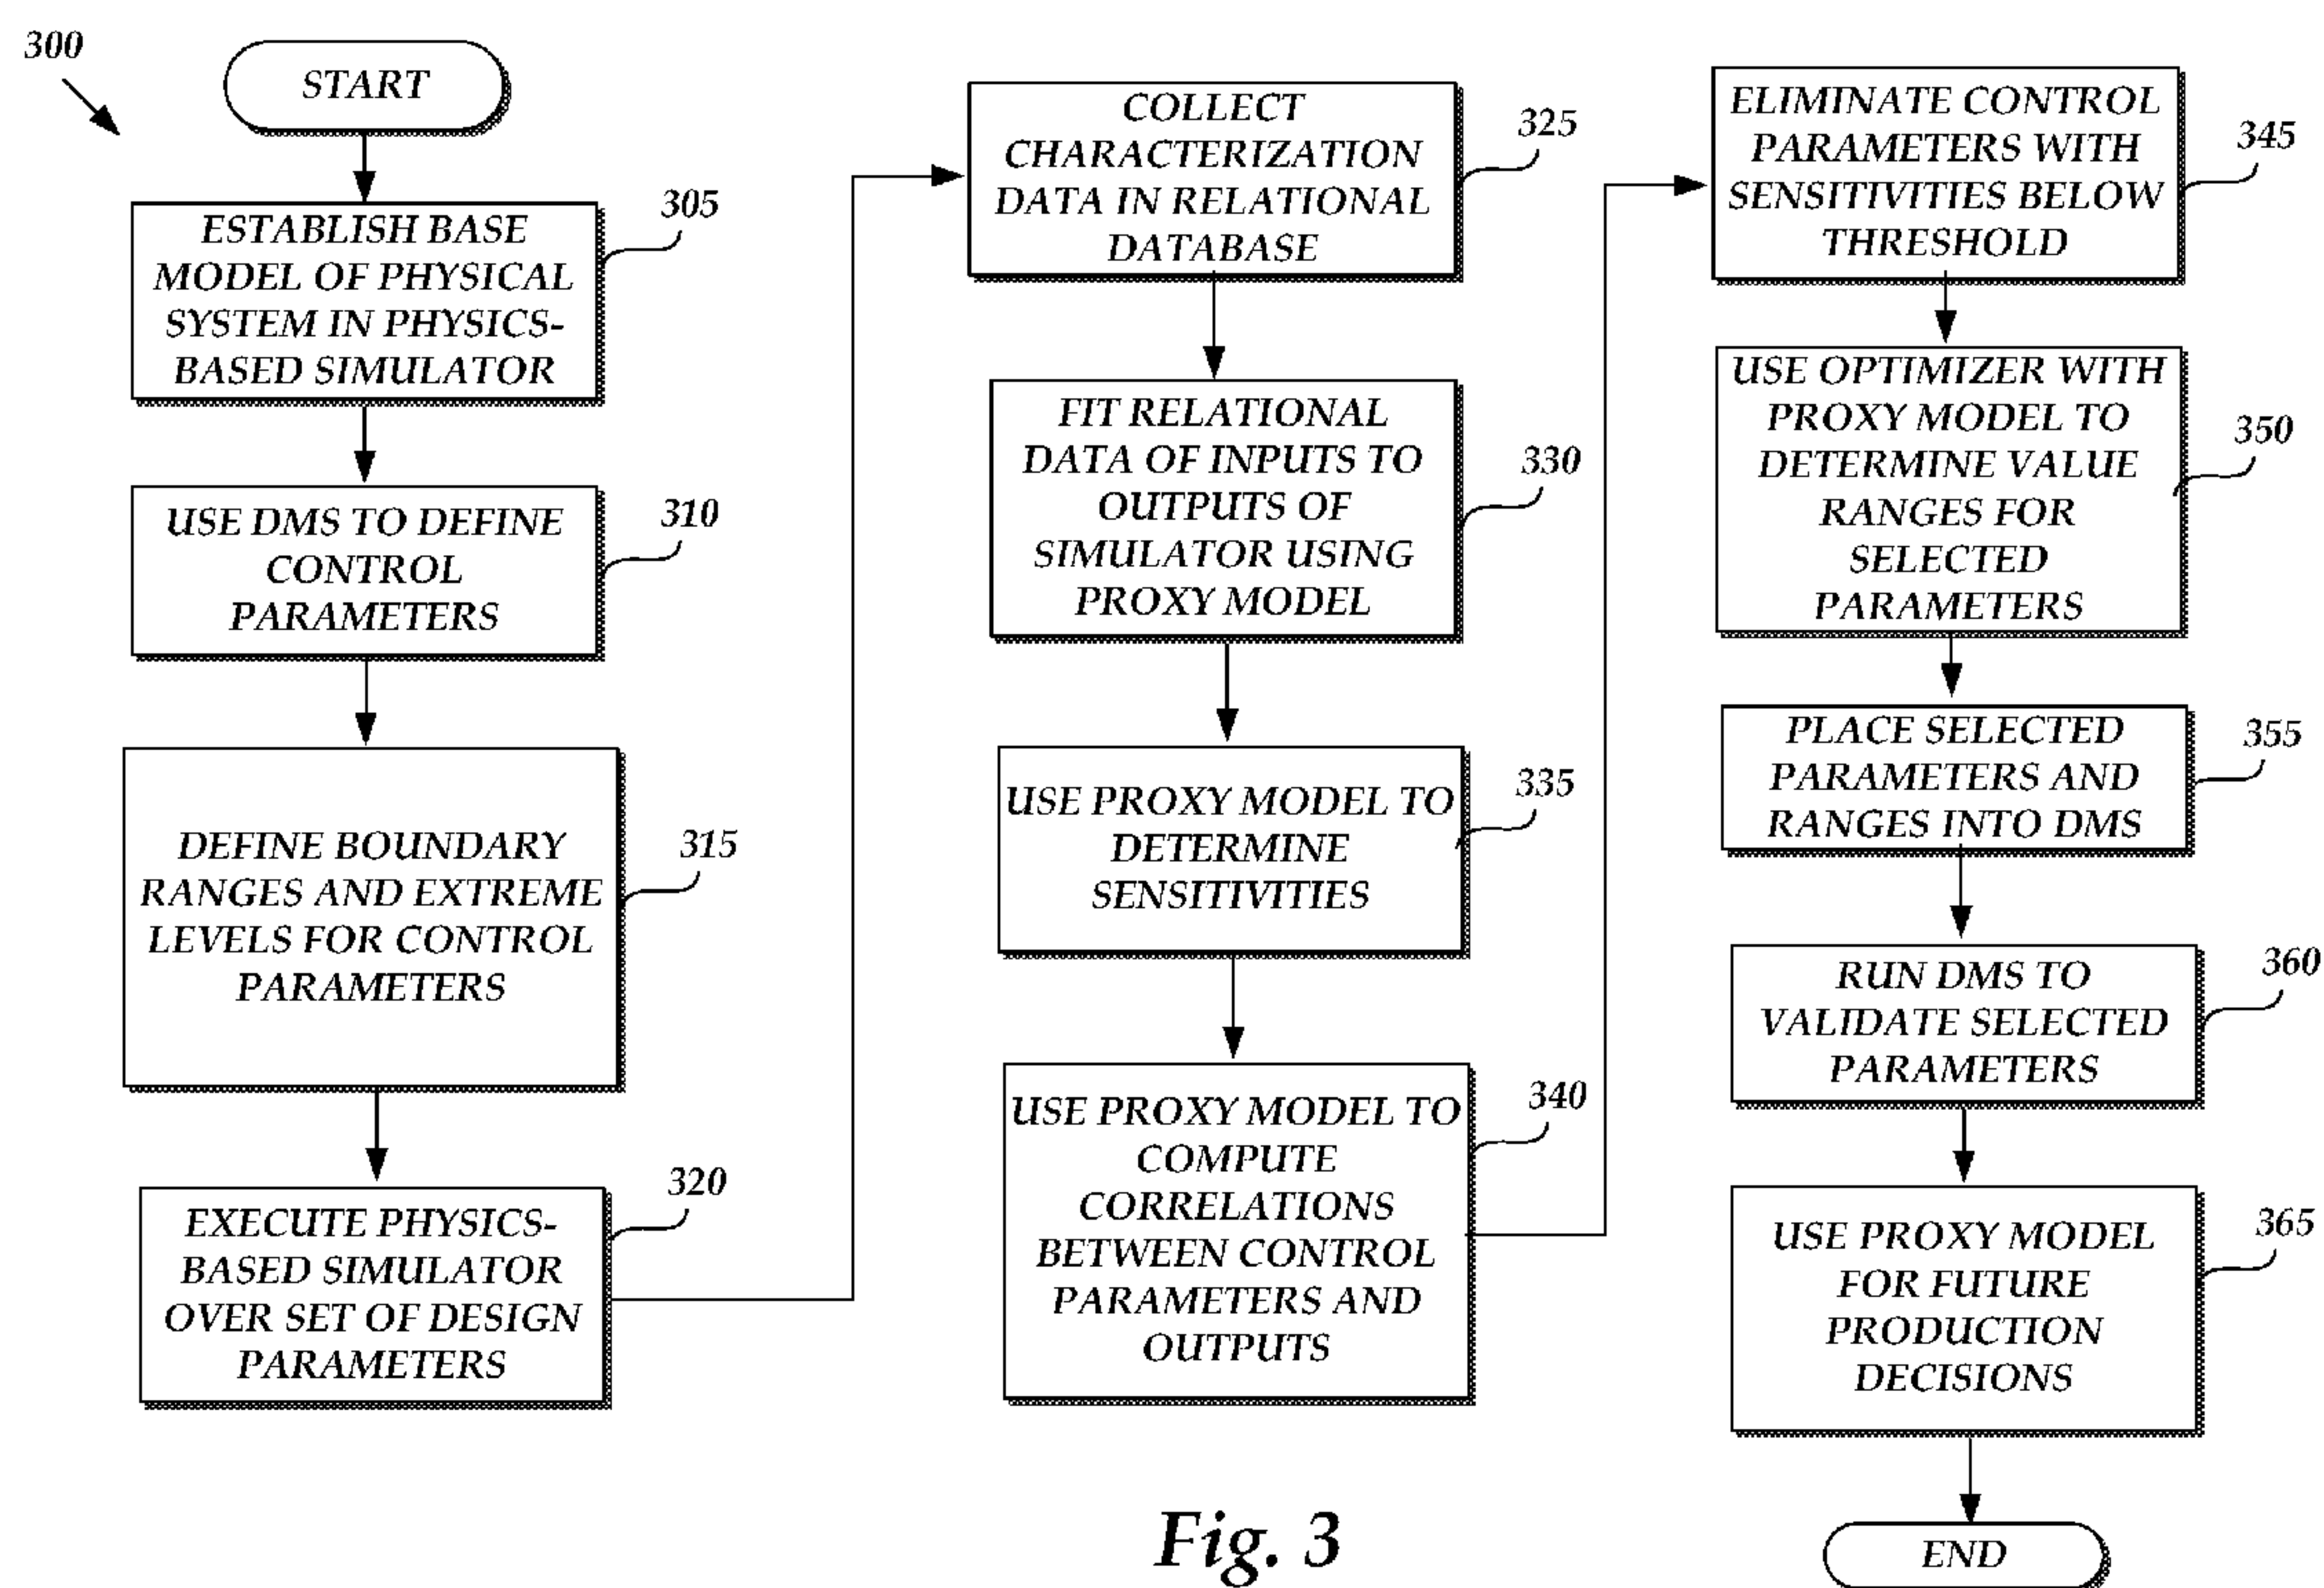 300
START
ESTABLISH BASE
MODEL OF PHYSICAL
SYSTEM IN PHYSICS-
BASED SIMULATOR
305
USE DMS TO DEFINE
CONTROL
PARAMETERS
310
DEFINE BOUNDARY
RANGES AND EXTREME
LEVELS FOR CONTROL
PARAMETERS
315
EXECUTE PHYSICS-
BASED SIMULATOR
OVER SET OF DESIGN
PARAMETERS
320
COLLECT
CHARACTERIZATION
DATA IN RELATIONAL
DATABASE
325
FIT RELATIONAL
DATA OF INPUTS TO
OUTPUTS OF
SIMULATOR USING
PROXY MODEL
330
USE PROXY MODEL TO
DETERMINE
SENSITIVITIES
335
USE PROXY MODEL TO
COMPUTE
CORRELATIONS
BETWEEN CONTROL
PARAMETERS AND
OUTPUTS
340
ELIMINATE CONTROL
PARAMETERS WITH
SENSITIVITIES BELOW
THRESHOLD
345
USE OPTIMIZER WITH
PROXY MODEL TO
DETERMINE VALUE
RANGES FOR
SELECTED
PARAMETERS
350
PLACE SELECTED
PARAMETERS AND
RANGES INTO DMS
355
RUN DMS TO
VALIDATE SELECTED
PARAMETERS
360
USE PROXY MODEL
FOR FUTURE
PRODUCTION
DECISIONS
365
END
Fig. 3